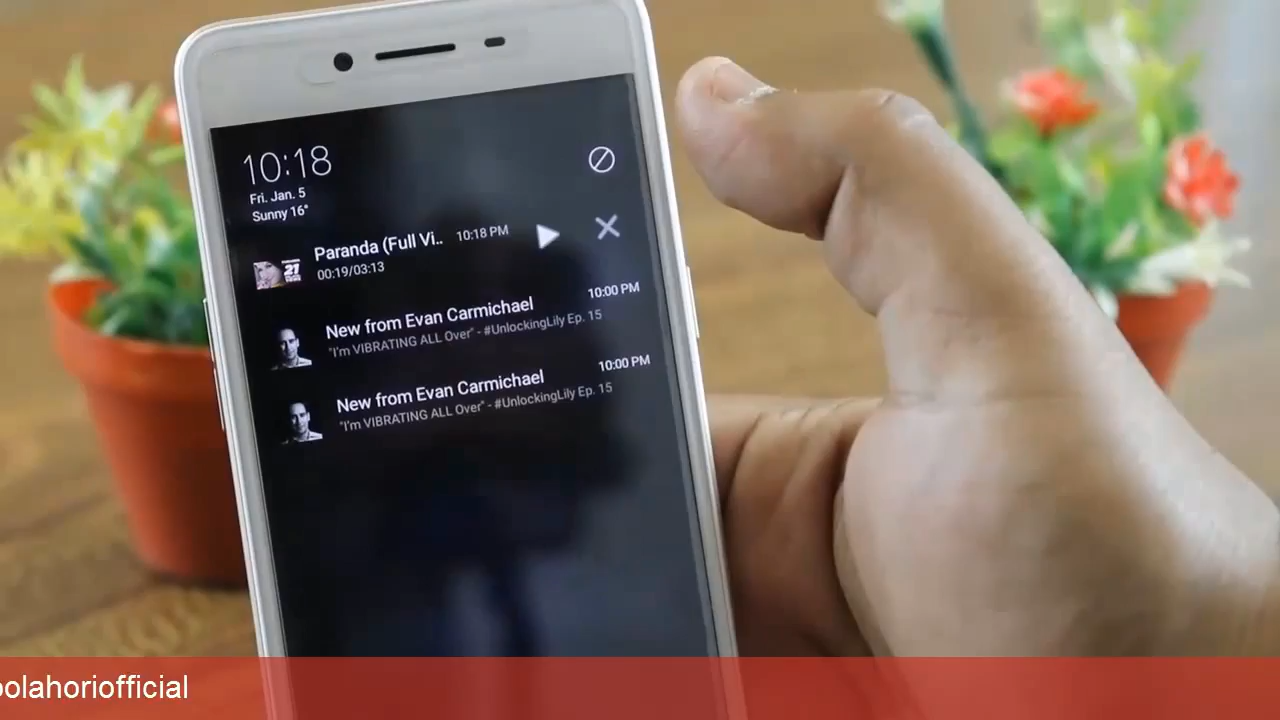 10:18
Fri. Jan. 5
Sunny 16°
Paranda (Full Vi.. 10:18 PM
00:19/03:13
27
New from Evan Carmichael 10:00 PM
"I'm VIBRATING ALL Over" - #UnlockingLily Ep. 15
New from Evan Carmichael 10:00 PM
"I'm VIBRATING ALL Over" - #UnlockingLily Ep. 15
oolahoriofficial